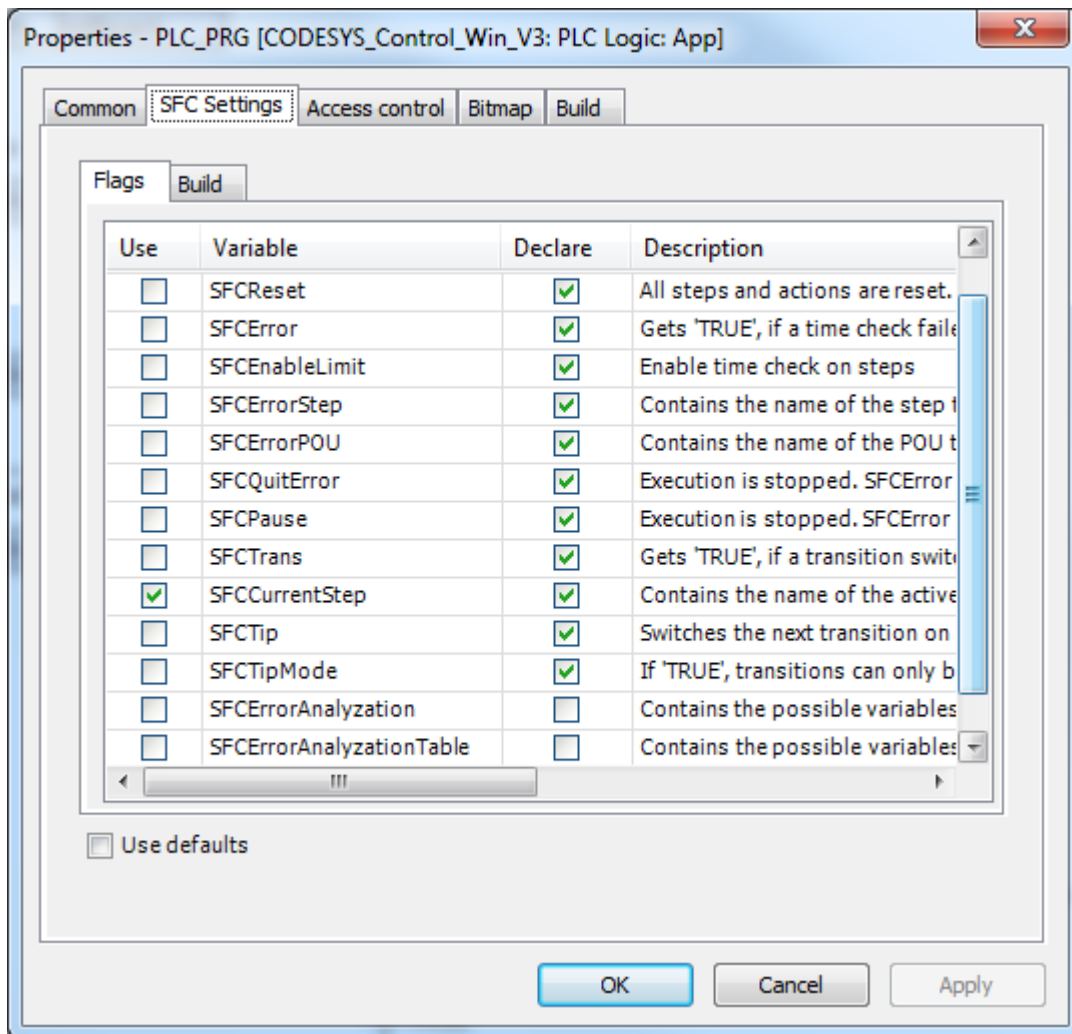 Properties - PLC_PRG [CODESYS_Control_Win_V3: PLC Logic: App]
Common SFC Settings Access control Bitmap Build
Flags Build
Use Variable Declare Description
SFCReset All steps and actions are reset.
SFCError Gets 'TRUE', if a time check faile
SFCEnableLimit Enable time check on steps
SFCErrorStep Contains the name of the step t
SFCErrorPOU Contains the name of the POU t
SFCQuitError Execution is stopped. SFCError
SFCPause Execution is stopped. SFCError
SFCTrans Gets 'TRUE', if a transition switc
SFCCurrentStep Contains the name of the active
SFCTip Switches the next transition on
SFCTipMode If 'TRUE', transitions can only b
SFCErrorAnalyzation Contains the possible variables
SFCErrorAnalyzationTable Contains the possible variables
Use defaults
OK Cancel Apply